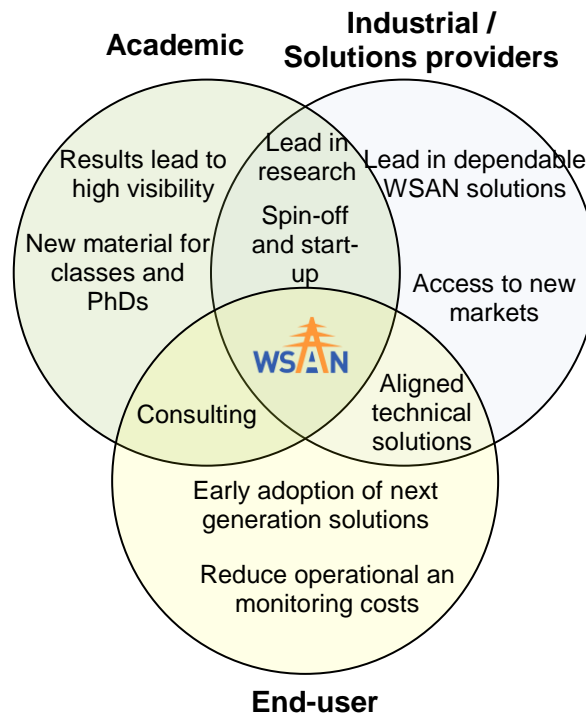 Academic
Industrial /
Solutions providers
Results lead to
high visibility
New material for
classes and
PhDs
Lead in
research
Spin-off
and start-
up
Lead in dependable
WSAN solutions
Access to new
markets
WSAN
Consulting
Aligned
technical
solutions
Early adoption of next
generation solutions
Reduce operational an
monitoring costs
End-user